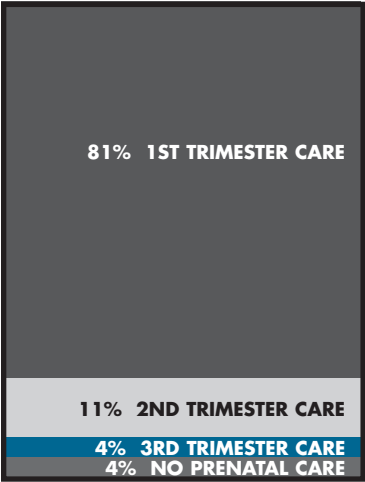 81% 1ST TRIMESTER CARE
11% 2ND TRIMESTER CARE
4% 3RD TRIMESTER CARE
4% NO PRENATAL CARE